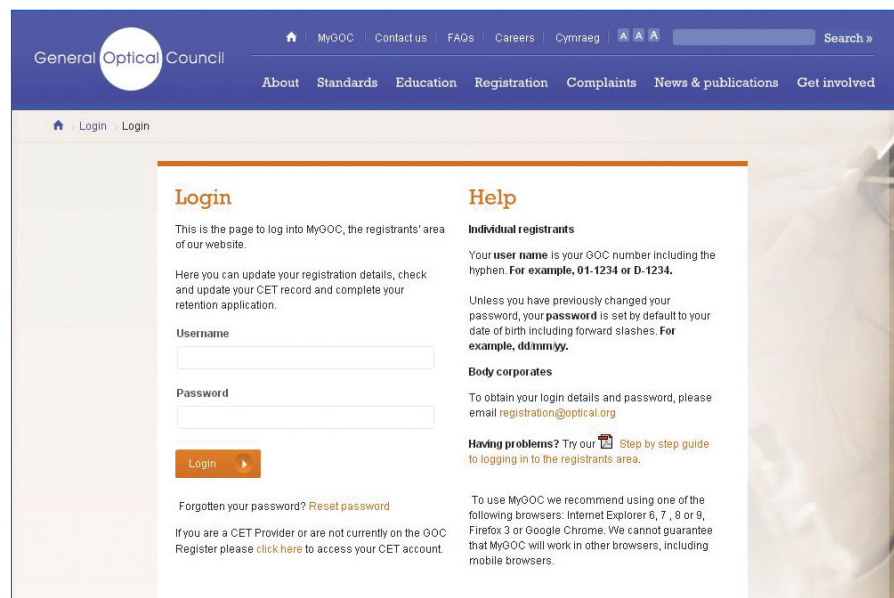 General Optical Council
MyGOC
Contact us
FAQs
Careers
Cymraeg
A A A
Search »
About
Standards
Education
Registration
Complaints
News & publications
Get involved
Login › Login
Login
This is the page to log into MyGOC, the registrants' area
of our website.
Here you can update your registration details, check
and update your CET record and complete your
retention application.
Username
Password
Login
Forgotten your password? Reset password
If you are a CET Provider or are not currently on the GOC
Register please click here to access your CET account.
Help
Individual registrants
Your user name is your GOC number including the
hyphen. For example, 01-1234 or D-1234.
Unless you have previously changed your
password, your password is set by default to your
date of birth including forward slashes. For
example, dd/mm/yy.
Body corporates
To obtain your login details and password, please
email registration@optical.org
Having problems? Try our Step by step guide
to logging in to the registrants area.
To use MyGOC we recommend using one of the
following browsers: Internet Explorer 6, 7 , 8 or 9,
Firefox 3 or Google Chrome. We cannot guarantee
that MyGOC will work in other browsers, including
mobile browsers.